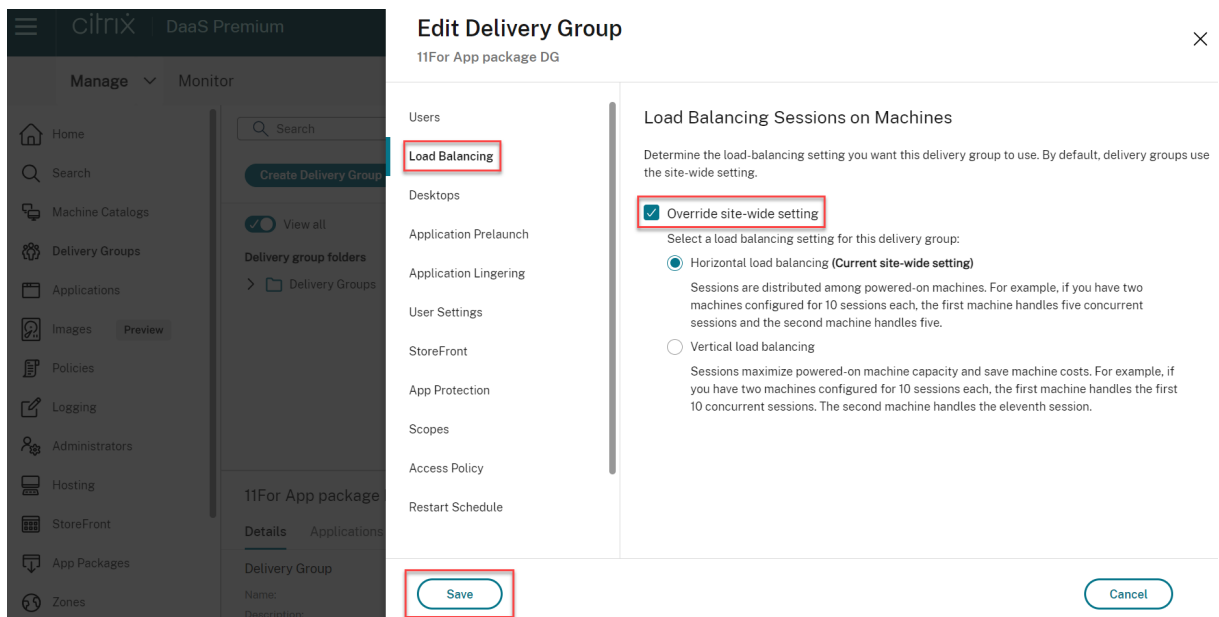 citrix | DaaS Premium
Manage Monitor
Home
Search
Machine Catalogs
Delivery Groups
Applications
Images Preview
Policies
Logging
Administrators
Hosting
StoreFront
App Packages
Zones
Search
Create Delivery Group
View all
Delivery group folders
Delivery Groups
11For App package
Details Applications
Delivery Group
Name:
Description:
Edit Delivery Group
11For App package DG
Users
Load Balancing
Desktops
Application Prelaunch
Application Lingering
User Settings
StoreFront
App Protection
Scopes
Access Policy
Restart Schedule
Load Balancing Sessions on Machines
Determine the load-balancing setting you want this delivery group to use. By default, delivery groups use
the site-wide setting.
Override site-wide setting
Select a load balancing setting for this delivery group:
Horizontal load balancing (Current site-wide setting)
Sessions are distributed among powered-on machines. For example, if you have two
machines configured for 10 sessions each, the first machine handles five concurrent
sessions and the second machine handles five.
Vertical load balancing
Sessions maximize powered-on machine capacity and save machine costs. For example, if
you have two machines configured for 10 sessions each, the first machine handles the first
10 concurrent sessions. The second machine handles the eleventh session.
Save
Cancel